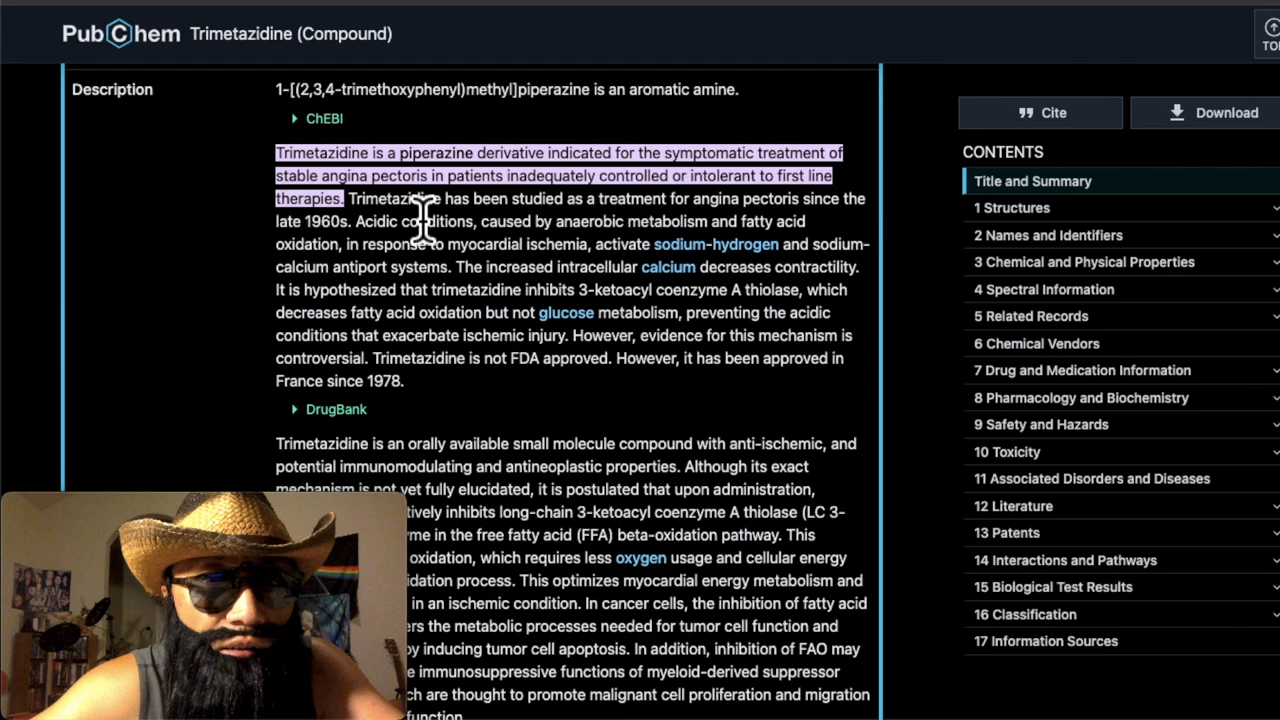 PubChem Trimetazidine (Compound)
TO
Description
1-[(2,3,4-trimethoxyphenyl)methyl]piperazine is an aromatic amine.
ChEBI
Trimetazidine is a piperazine derivative indicated for the symptomatic treatment of
stable angina pectoris in patients inadequately controlled or intolerant to first line
therapies. Trimetazidine has been studied as a treatment for angina pectoris since the
late 1960s. Acidic conditions, caused by anaerobic metabolism and fatty acid
oxidation, in response to myocardial ischemia, activate sodium-hydrogen and sodium-
calcium antiport systems. The increased intracellular calcium decreases contractility.
It is hypothesized that trimetazidine inhibits 3-ketoacyl coenzyme A thiolase, which
decreases fatty acid oxidation but not glucose metabolism, preventing the acidic
conditions that exacerbate ischemic injury. However, evidence for this mechanism is
controversial. Trimetazidine is not FDA approved. However, it has been approved in
France since 1978.
DrugBank
Trimetazidine is an orally available small molecule compound with anti-ischemic, and
potential immunomodulating and antineoplastic properties. Although its exact
mechanism is not yet fully elucidated, it is postulated that upon administration,
tively inhibits long-chain 3-ketoacyl coenzyme A thiolase (LC 3-
me in the free fatty acid (FFA) beta-oxidation pathway. This
oxidation, which requires less oxygen usage and cellular energy
idation process. This optimizes myocardial energy metabolism and
in an ischemic condition. In cancer cells, the inhibition of fatty acid
ers the metabolic processes needed for tumor cell function and
by inducing tumor cell apoptosis. In addition, inhibition of FAO may
e immunosuppressive functions of myeloid-derived suppressor
ch are thought to promote malignant cell proliferation and migration
function.
Cite
Download
CONTENTS
Title and Summary
1 Structures
2 Names and Identifiers
3 Chemical and Physical Properties
4 Spectral Information
5 Related Records
6 Chemical Vendors
7 Drug and Medication Information
8 Pharmacology and Biochemistry
9 Safety and Hazards
10 Toxicity
11 Associated Disorders and Diseases
12 Literature
13 Patents
14 Interactions and Pathways
15 Biological Test Results
16 Classification
17 Information Sources